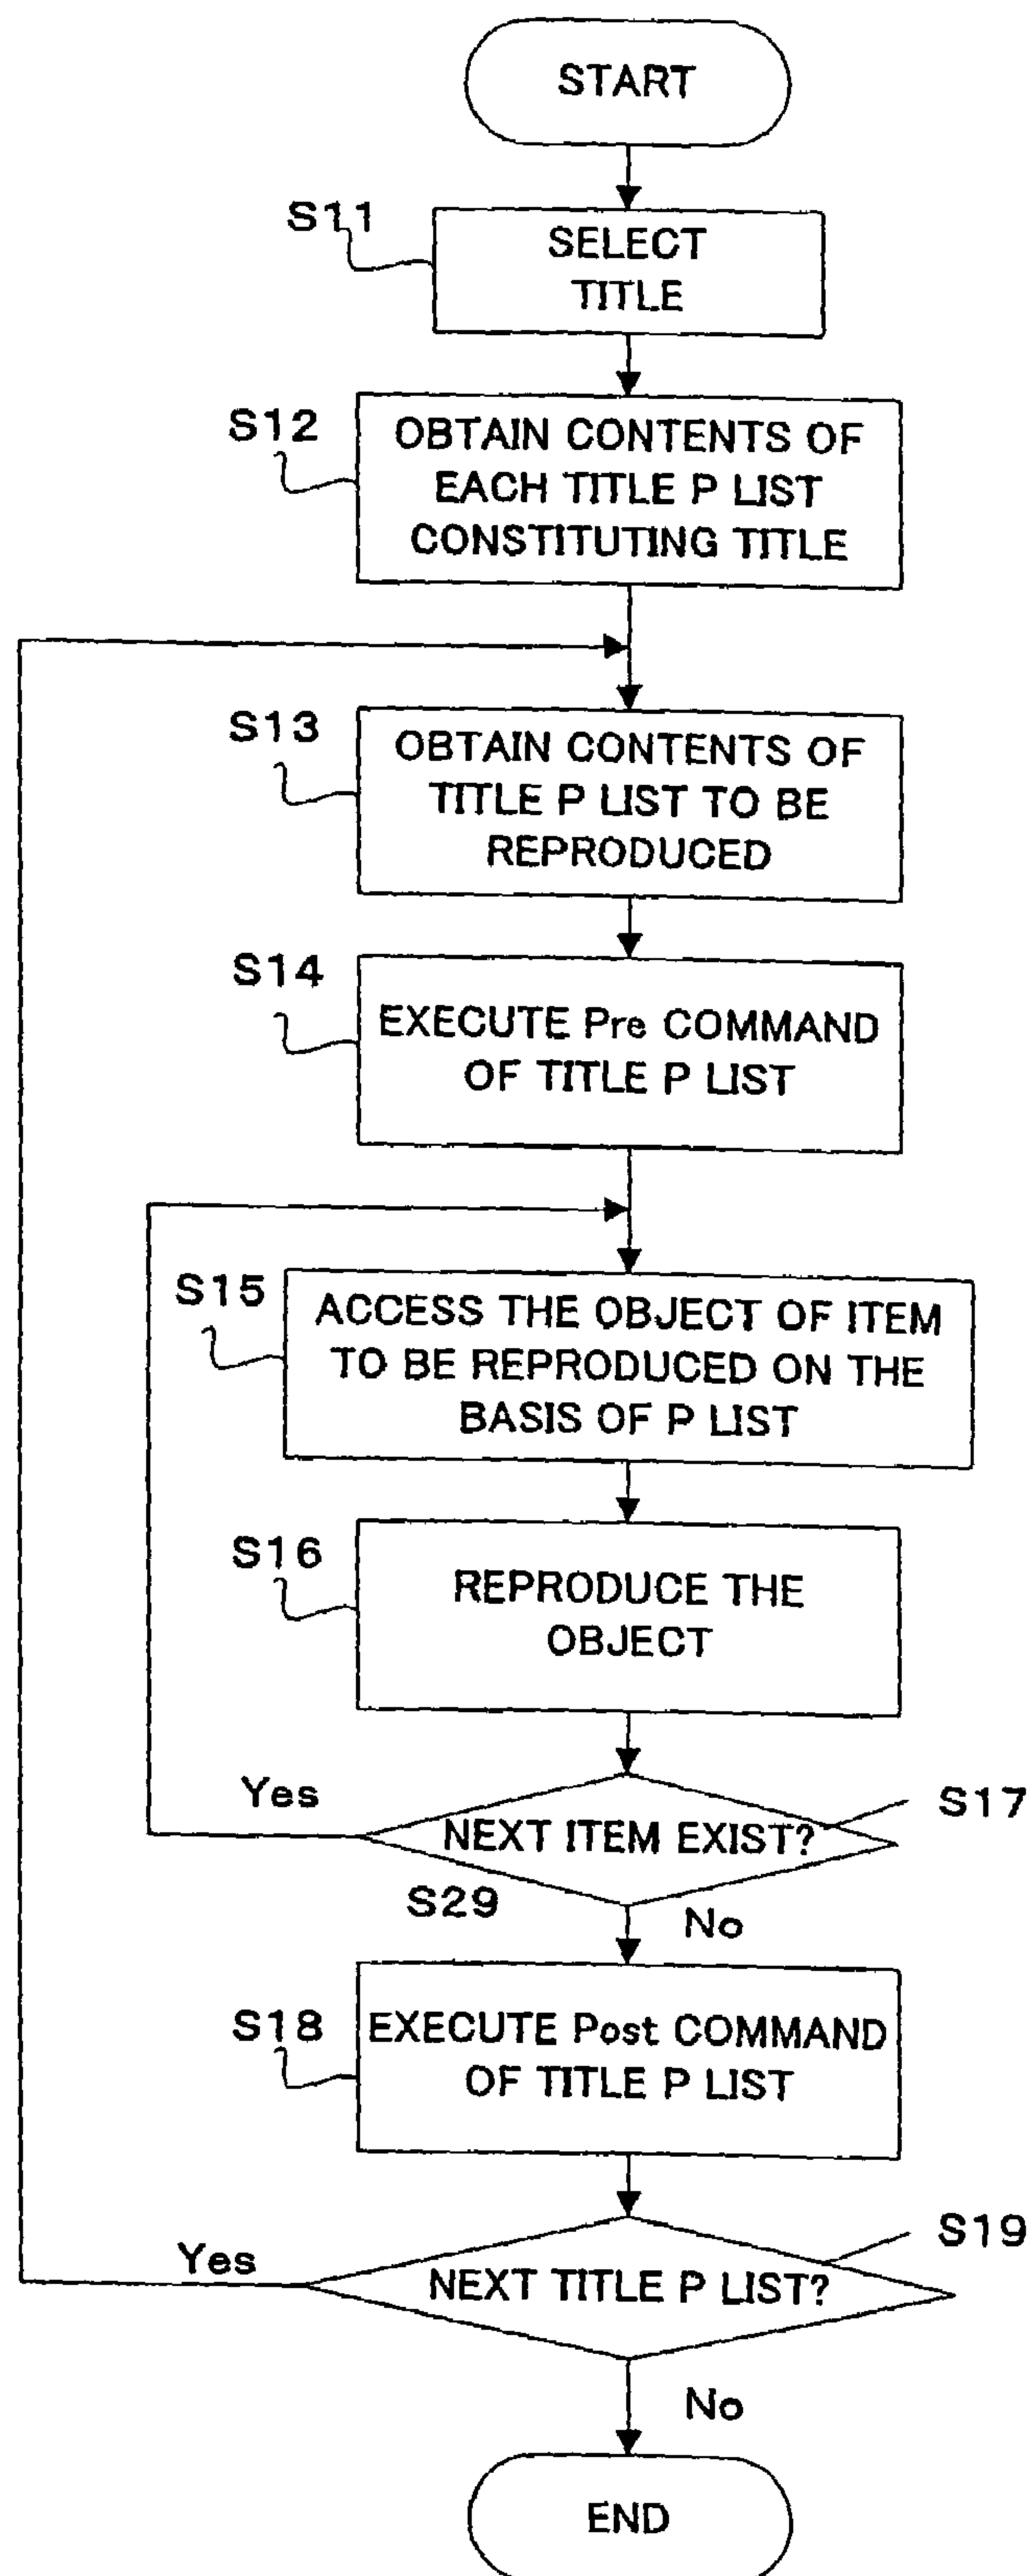 START
S11
SELECT
TITLE
S12
OBTAIN CONTENTS OF
EACH TITLE P LIST
CONSTITUTING TITLE
S13
OBTAIN CONTENTS OF
TITLE P LIST TO BE
REPRODUCED
S14
EXECUTE Pre COMMAND
OF TITLE P LIST
S15
ACCESS THE OBJECT OF ITEM
TO BE REPRODUCED ON THE
BASIS OF P LIST
S16
REPRODUCE THE
OBJECT
Yes
NEXT ITEM EXIST?
S17
S29
No
S18
EXECUTE Post COMMAND
OF TITLE P LIST
S19
Yes
NEXT TITLE P LIST?
No
END